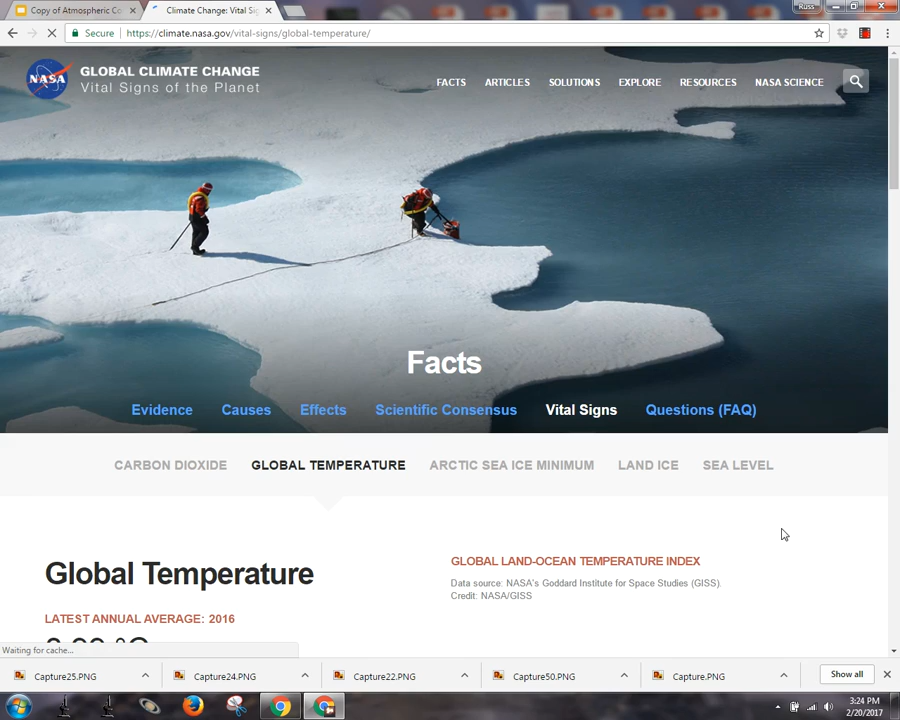 Copy of Atmospheric Co
Climate Change: Vital Sig
Russ
Secure
https://climate.nasa.gov/vital-signs/global-temperature/
NASA
GLOBAL CLIMATE CHANGE
Vital Signs of the Planet
FACTS ARTICLES SOLUTIONS EXPLORE RESOURCES NASA SCIENCE
Facts
Evidence Causes Effects Scientific Consensus Vital Signs Questions (FAQ)
CARBON DIOXIDE GLOBAL TEMPERATURE ARCTIC SEA ICE MINIMUM LAND ICE SEA LEVEL
Global Temperature
LATEST ANNUAL AVERAGE: 2016
GLOBAL LAND-OCEAN TEMPERATURE INDEX
Data source: NASA's Goddard Institute for Space Studies (GISS).
Credit: NASA/GISS
Waiting for cache...
Capture25.PNG Capture24.PNG Capture22.PNG Capture50.PNG Capture.PNG Show all
3:24 PM
2/20/2017